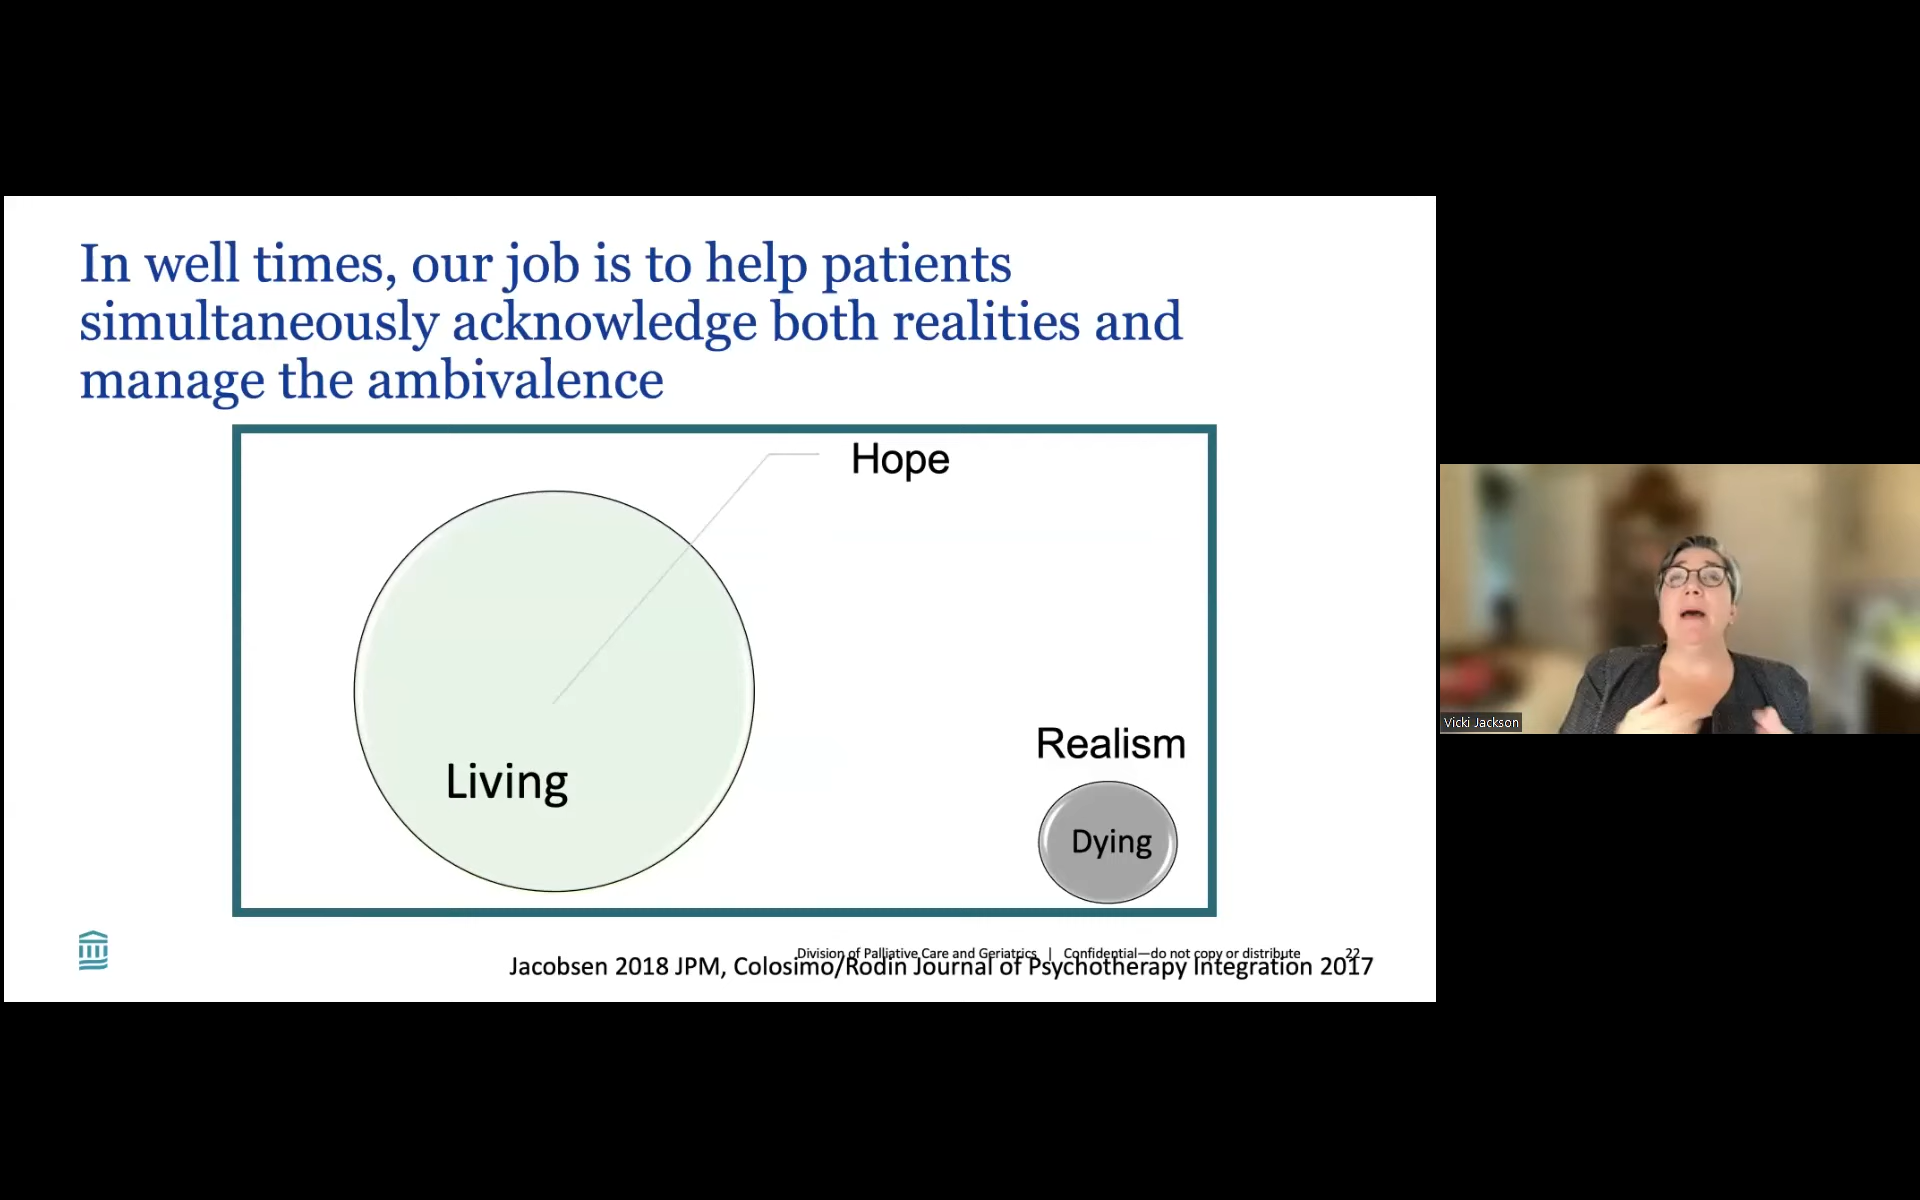 In well times, our job is to help patients
simultaneously acknowledge both realities and
manage the ambivalence
Hope
Living
Realism
Dying
Division of Palliative Care and Geriatrics | Confidential—do not copy or distribute 22
Jacobsen 2018 JPM, Colosimo/Rodin Journal of Psychotherapy Integration 2017
Vicki Jackson